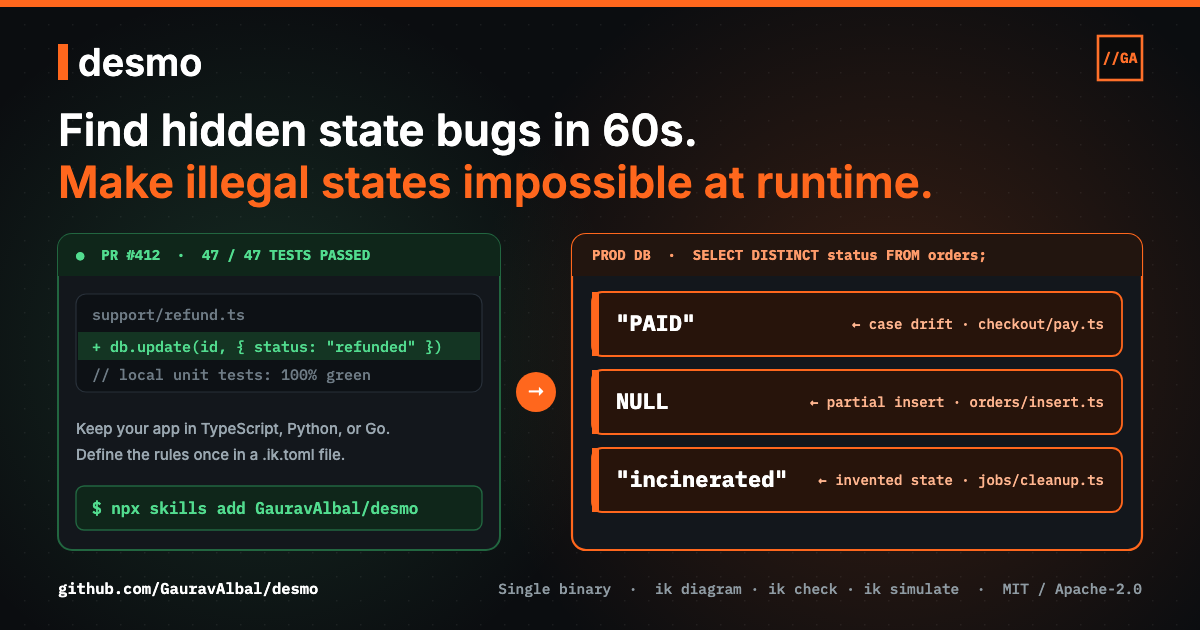 desmo
//GA
Find hidden state bugs in 60s.
Make illegal states impossible at runtime.
● PR #412 · 47 / 47 TESTS PASSED
support/refund.ts
+ db.update(id, { status: "refunded" })
// local unit tests: 100% green
Keep your app in TypeScript, Python, or Go.
Define the rules once in a .ik.toml file.
$ npx skills add GauravAlbal/desmo
→
PROD DB · SELECT DISTINCT status FROM orders;
"PAID" ← case drift · checkout/pay.ts
NULL ← partial insert · orders/insert.ts
"incinerated" ← invented state · jobs/cleanup.ts
github.com/GauravAlbal/desmo
Single binary · ik diagram · ik check · ik simulate · MIT / Apache-2.0